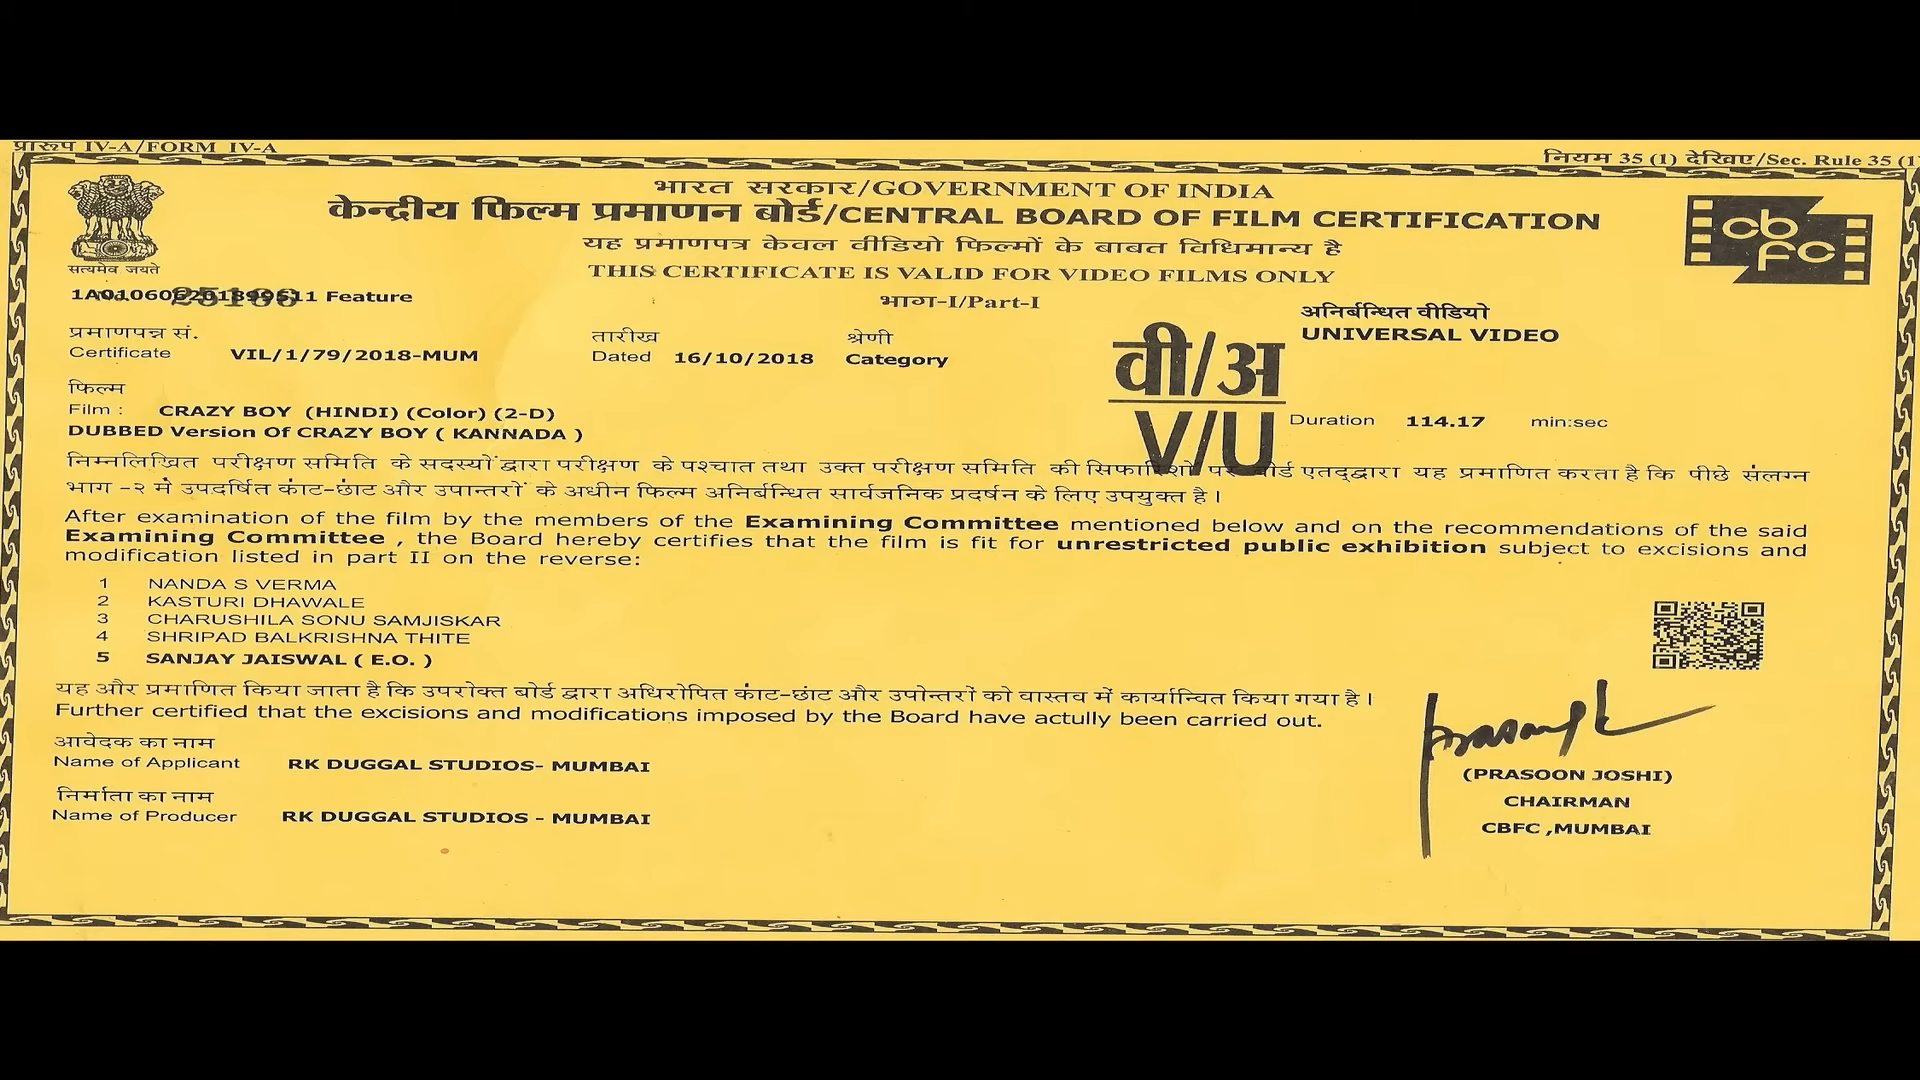 प्रारूप IV-A/FORM IV-A
नियम 35 (1) देखिए/Sec. Rule 35 (1
भारत सरकार/GOVERNMENT OF INDIA
केन्द्रीय फिल्म प्रमाणन बोर्ड/CENTRAL BOARD OF FILM CERTIFICATION
cbfc
यह प्रमाणपत्र केवल वीडियो फिल्मों के बाबत विधिमान्य है
THIS CERTIFICATE IS VALID FOR VIDEO FILMS ONLY
सत्यमेव जयते
Feature
भाग-I/Part-I
अनिर्बन्धित वीडियो
UNIVERSAL VIDEO
प्रमाणपत्र सं. तारीख श्रेणी
Certificate VIL/1/79/2018-MUM Dated 16/10/2018 Category
वी/अ
V/U
फिल्म
Film : CRAZY BOY (HINDI) (Color) (2-D)
Duration 114.17 min:sec
DUBBED Version Of CRAZY BOY ( KANNADA )
निम्नलिखित परीक्षण समिति के सदस्यों द्वारा परीक्षण के पश्चात तथा उक्त परीक्षण समिति की सिफारिशो पर बोर्ड एतद्द्वारा यह प्रमाणित करता है कि पीछे संलग्न
भाग -२ में उपदर्षित कांट-छांट और उपान्तरों के अधीन फिल्म अनिर्बन्धित सार्वजनिक प्रदर्षन के लिए उपयुक्त है।
After examination of the film by the members of the Examining Committee mentioned below and on the recommendations of the said
Examining Committee , the Board hereby certifies that the film is fit for unrestricted public exhibition subject to excisions and
modification listed in part II on the reverse:
1 NANDA S VERMA
2 KASTURI DHAWALE
3 CHARUSHILA SONU SAMJISKAR
4 SHRIPAD BALKRISHNA THITE
5 SANJAY JAISWAL ( E.O. )
यह और प्रमाणित किया जाता है कि उपरोक्त बोर्ड द्वारा अधिरोपित कांट-छांट और उपोन्तरों को वास्तव में कार्यान्वित किया गया है।
Further certified that the excisions and modifications imposed by the Board have actully been carried out.
आवेदक का नाम
Name of Applicant RK DUGGAL STUDIOS- MUMBAI
निर्माता का नाम
Name of Producer RK DUGGAL STUDIOS - MUMBAI
(PRASOON JOSHI)
CHAIRMAN
CBFC ,MUMBAI